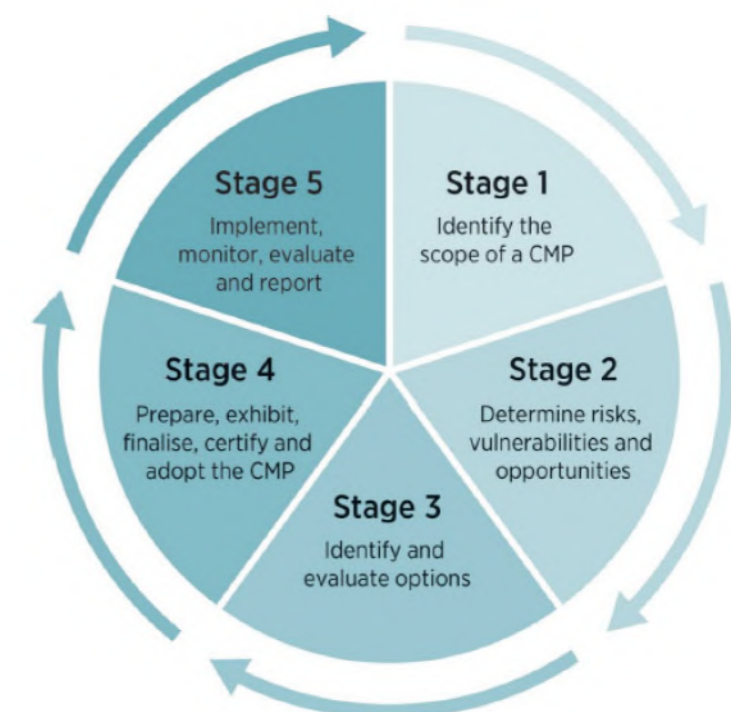 Stage 1
Identify the
scope of a CMP
Stage 2
Determine risks,
vulnerabilities and
opportunities
Stage 3
Identify and
evaluate options
Stage 4
Prepare, exhibit,
finalise, certify and
adopt the CMP
Stage 5
Implement,
monitor, evaluate
and report